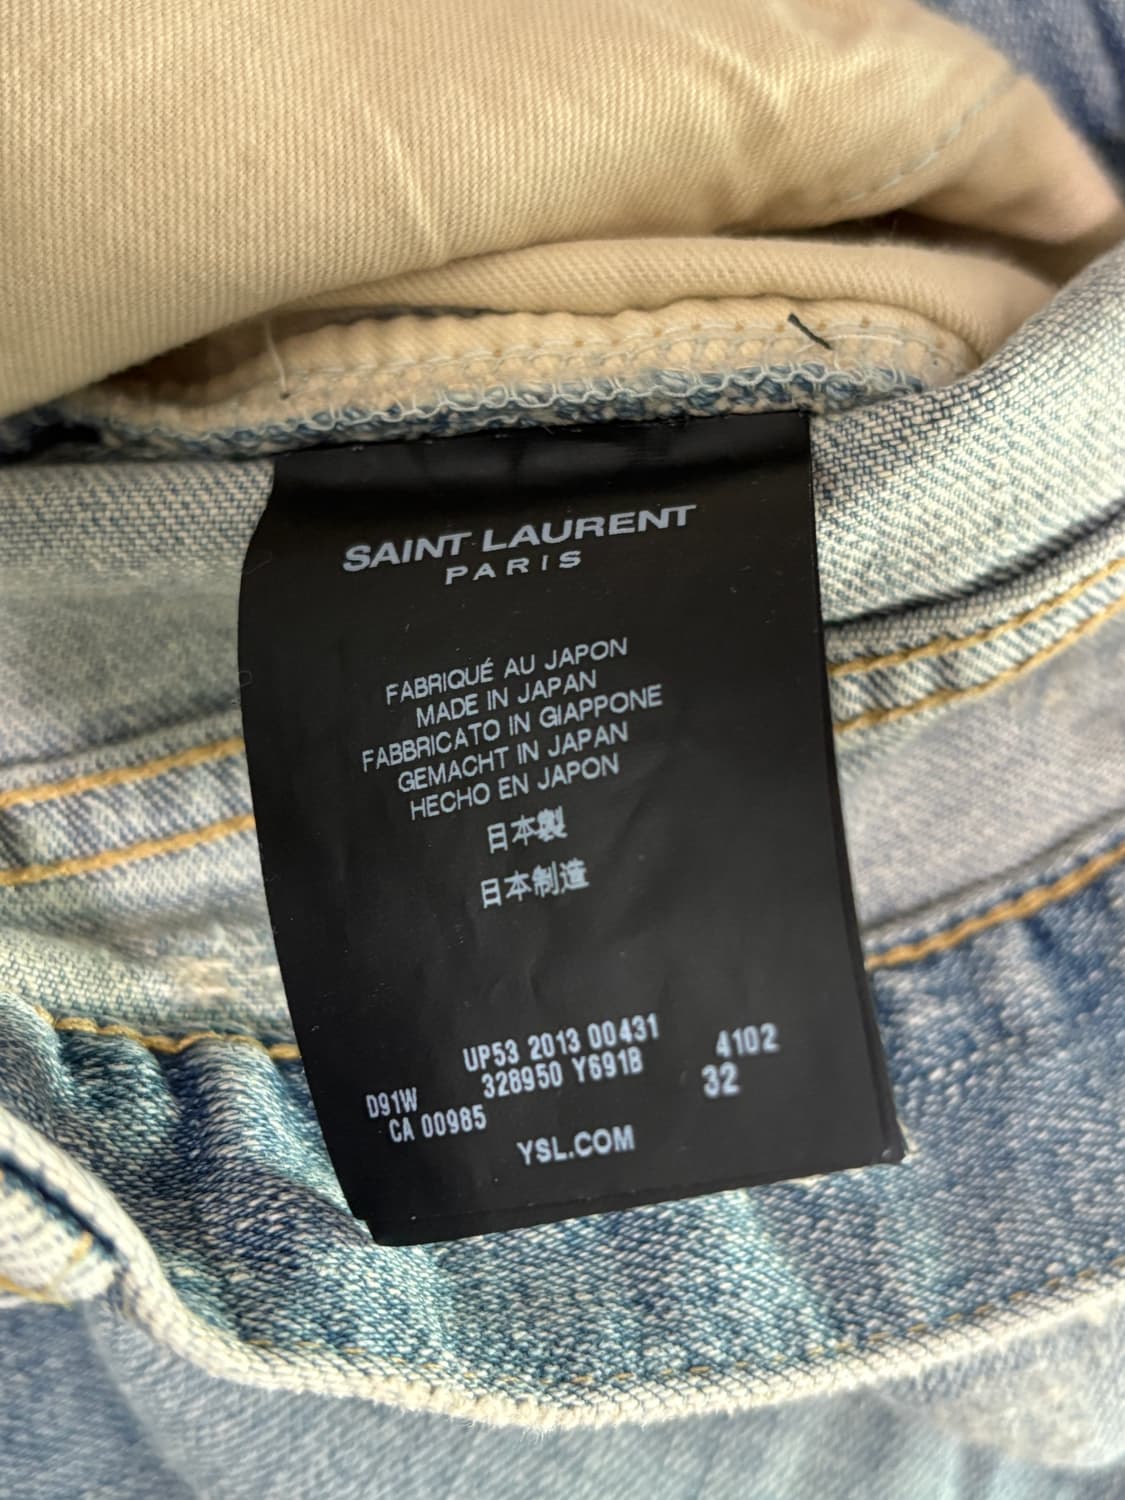 SAINT LAURENT
PARIS
FABRIQUÉ AU JAPON
MADE IN JAPAN
FABBRICATO IN GIAPPONE
GEMACHT IN JAPAN
HECHO EN JAPON
日本製
日本制造
UP53 2013 00431 4102
D91W 328950 Y691B 32
CA 00985
YSL.COM